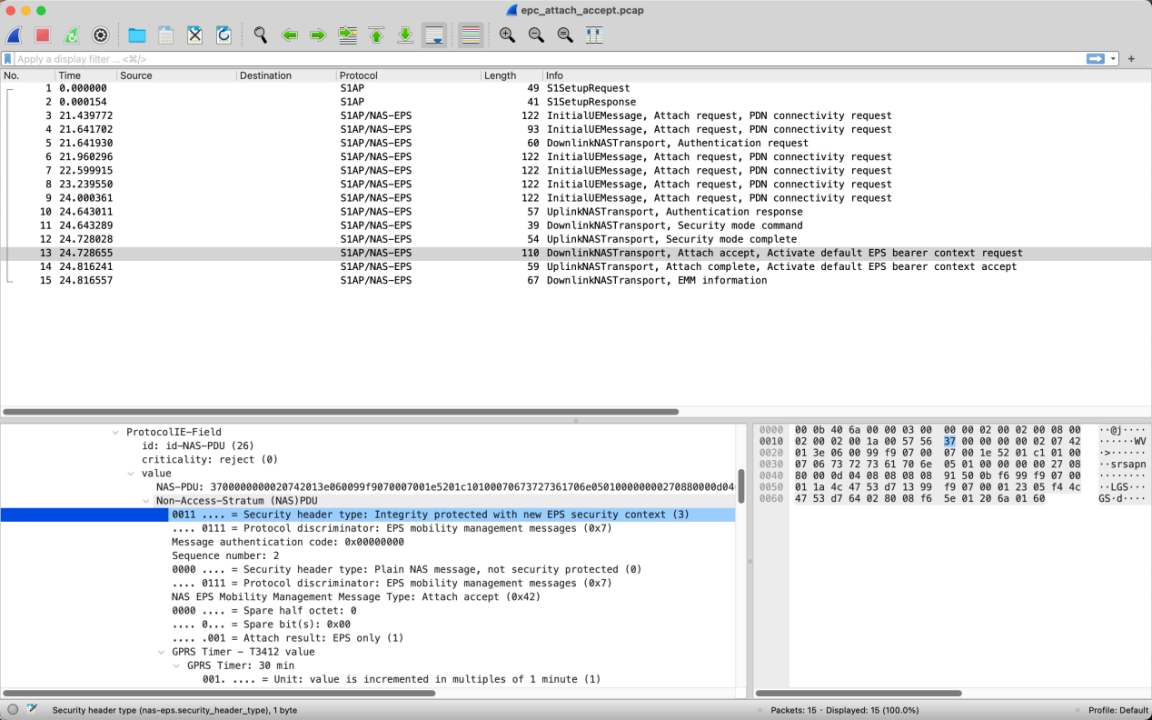 epc_attach_accept.pcap
Apply a display filter … <⌘/>
No. Time Source Destination Protocol Length Info
1 0.000000 S1AP 49 S1SetupRequest
2 0.000154 S1AP 41 S1SetupResponse
3 21.439772 S1AP/NAS-EPS 122 InitialUEMessage, Attach request, PDN connectivity request
4 21.641702 S1AP/NAS-EPS 93 InitialUEMessage, Attach request, PDN connectivity request
5 21.641930 S1AP/NAS-EPS 60 DownlinkNASTransport, Authentication request
6 21.960296 S1AP/NAS-EPS 122 InitialUEMessage, Attach request, PDN connectivity request
7 22.599915 S1AP/NAS-EPS 122 InitialUEMessage, Attach request, PDN connectivity request
8 23.239550 S1AP/NAS-EPS 122 InitialUEMessage, Attach request, PDN connectivity request
9 24.000361 S1AP/NAS-EPS 122 InitialUEMessage, Attach request, PDN connectivity request
10 24.643011 S1AP/NAS-EPS 57 UplinkNASTransport, Authentication response
11 24.643289 S1AP/NAS-EPS 39 DownlinkNASTransport, Security mode command
12 24.728028 S1AP/NAS-EPS 54 UplinkNASTransport, Security mode complete
13 24.728655 S1AP/NAS-EPS 110 DownlinkNASTransport, Attach accept, Activate default EPS bearer context request
14 24.816241 S1AP/NAS-EPS 59 UplinkNASTransport, Attach complete, Activate default EPS bearer context accept
15 24.816557 S1AP/NAS-EPS 67 DownlinkNASTransport, EMM information
ProtocolIE-Field
id: id-NAS-PDU (26)
criticality: reject (0)
value
NAS-PDU: 3700000000020742013e060099f9070007001e5201c10100070673727361706e05010000000027088000​0d04
Non-Access-Stratum (NAS)PDU
0011 .... = Security header type: Integrity protected with new EPS security context (3)
.... 0111 = Protocol discriminator: EPS mobility management messages (0x7)
Message authentication code: 0x00000000
Sequence number: 2
0000 .... = Security header type: Plain NAS message, not security protected (0)
.... 0111 = Protocol discriminator: EPS mobility management messages (0x7)
NAS EPS Mobility Management Message Type: Attach accept (0x42)
0000 .... = Spare half octet: 0
.... 0... = Spare bit(s): 0x00
.... .001 = Attach result: EPS only (1)
GPRS Timer - T3412 value
GPRS Timer: 30 min
001. .... = Unit: value is incremented in multiples of 1 minute (1)
0000 00 0b 40 6a 00 00 03 00 00 00 02 00 02 00 08 00 ··@j····
0010 02 00 02 00 1a 00 57 56 37 00 00 00 00 02 07 42 ······WV
0020 01 3e 06 00 99 f9 07 00 07 00 1e 52 01 c1 01 00 ·>······
0030 07 06 73 72 73 61 70 6e 05 01 00 00 00 00 27 08 ··srsapn
0040 80 00 0d 04 08 08 08 08 91 50 0b f6 99 f9 07 00 ········
0050 01 1a 4c 47 53 d7 13 99 f9 07 00 01 23 05 f4 4c ··LGS···
0060 47 53 d7 64 02 80 08 f6 5e 01 20 6a 01 60 GS·d····
Security header type (nas-eps.security_header_type), 1 byte
Packets: 15 · Displayed: 15 (100.0%)
Profile: Default